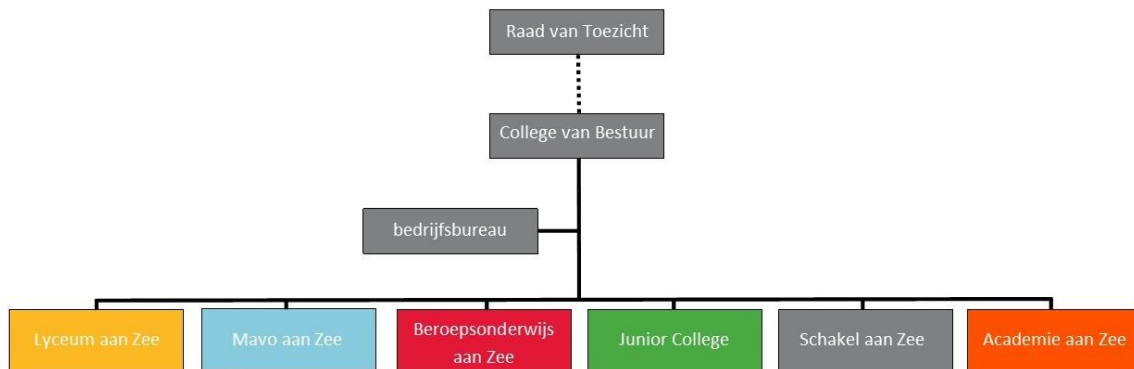 Raad van Toezicht
College van Bestuur
bedrijfsbureau
Lyceum aan Zee
Mavo aan Zee
Beroepsonderwijs
aan Zee
Junior College
Schakel aan Zee
Academie aan Zee